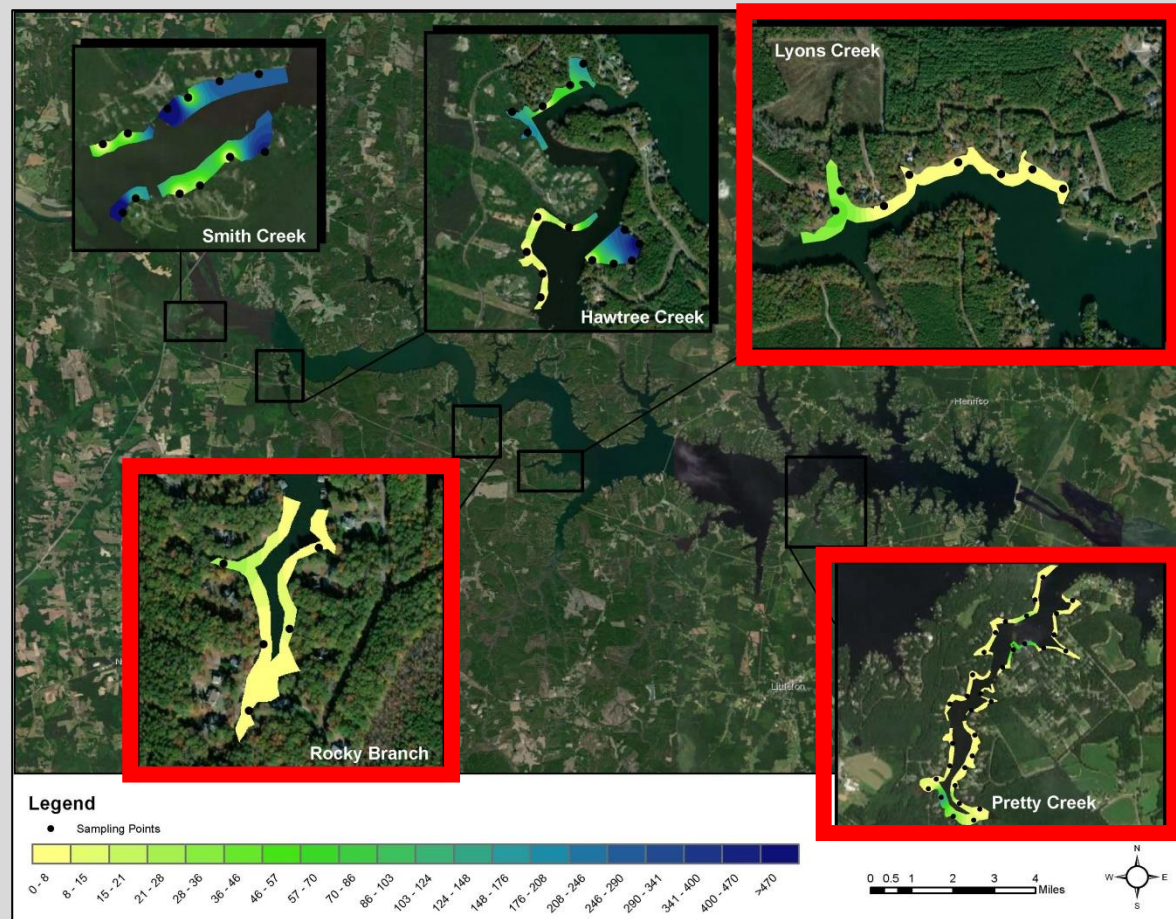 Lyons Creek
Smith Creek
Hawtree Creek
Henrico
Littleton
Rocky Branch
Pretty Creek
Legend
Sampling Points
0 - 8
8 - 15
15 - 21
21 - 28
28 - 36
36 - 46
46 - 57
57 - 70
70 - 86
86 - 103
103 - 124
124 - 148
148 - 176
176 - 208
208 - 246
246 - 290
290 - 341
341 - 400
400 - 470
>470
0 0.5 1 2 3 4
Miles
N
W E
S